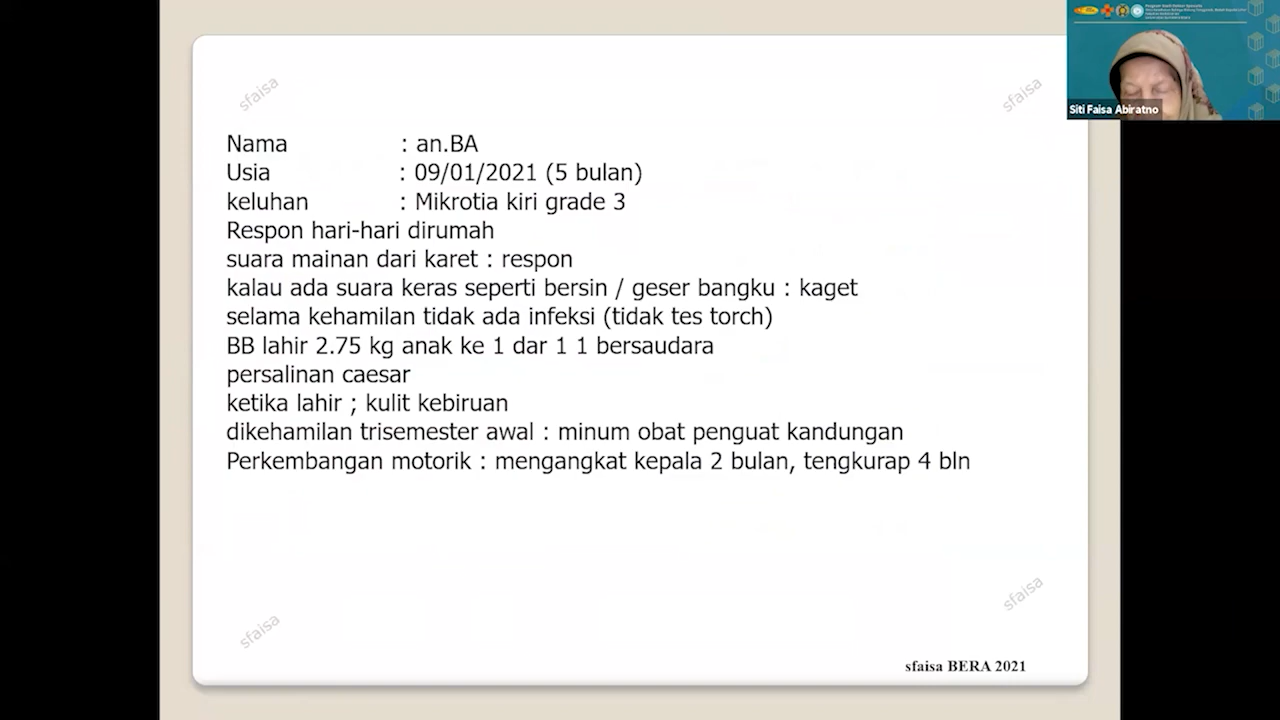 sfaisa
sfaisa
Siti Faisa Abiratno
Nama : an.BA
Usia : 09/01/2021 (5 bulan)
keluhan : Mikrotia kiri grade 3
Respon hari-hari dirumah
suara mainan dari karet : respon
kalau ada suara keras seperti bersin / geser bangku : kaget
selama kehamilan tidak ada infeksi (tidak tes torch)
BB lahir 2.75 kg anak ke 1 dar 1 1 bersaudara
persalinan caesar
ketika lahir ; kulit kebiruan
dikehamilan trisemester awal : minum obat penguat kandungan
Perkembangan motorik : mengangkat kepala 2 bulan, tengkurap 4 bln
sfaisa
sfaisa
sfaisa BERA 2021